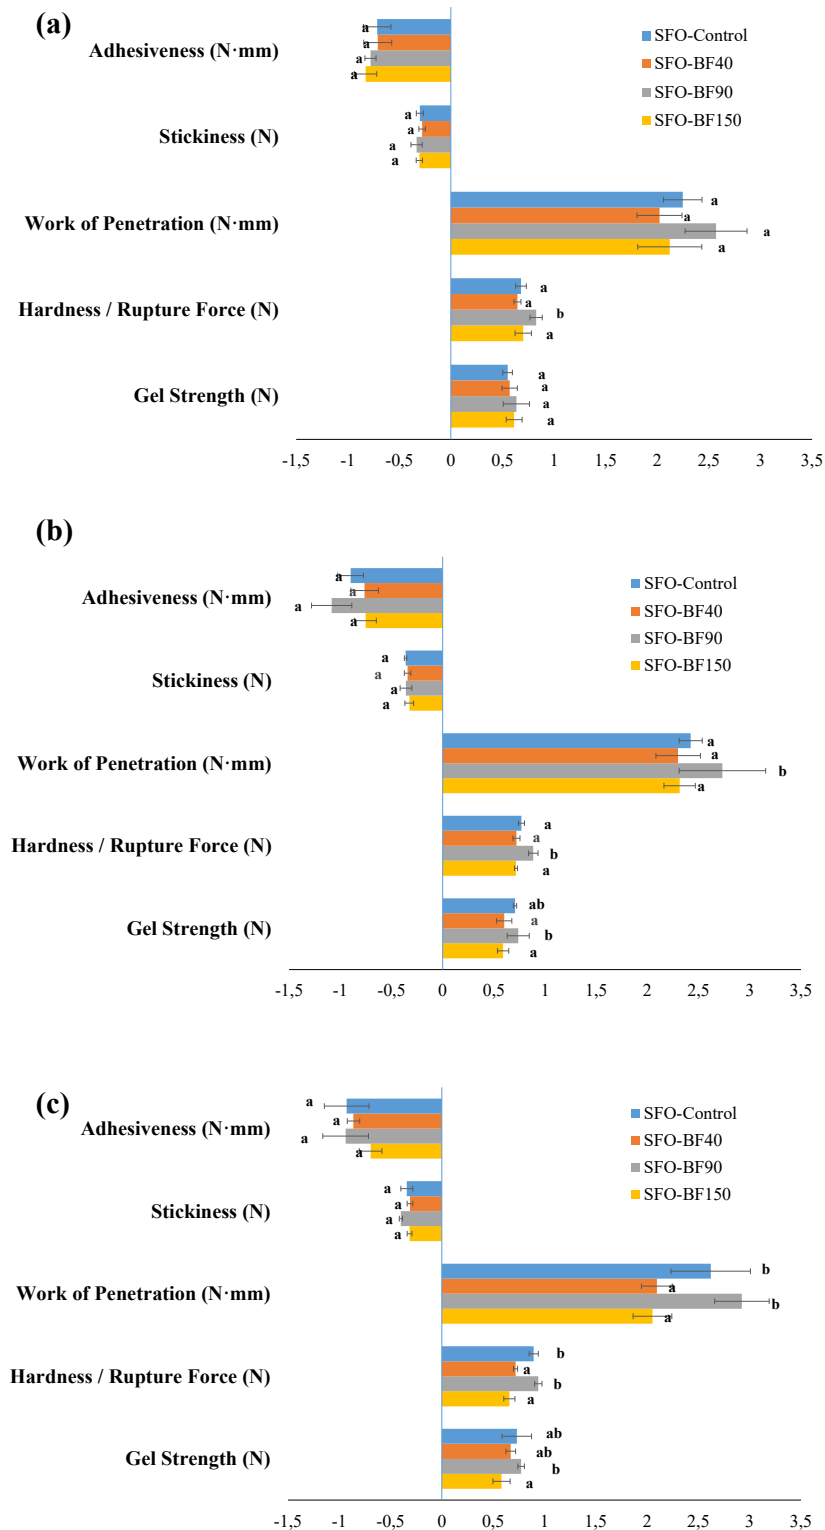 (a)
Adhesiveness (N·mm)
a
a
a
a
SFO-Control
SFO-BF40
SFO-BF90
SFO-BF150
Stickiness (N)
a
a
a
a
Work of Penetration (N·mm)
a
a
a
a
Hardness / Rupture Force (N)
a
a
b
a
Gel Strength (N)
a
a
a
a
-1,5 -1 -0,5 0 0,5 1 1,5 2 2,5 3 3,5
(b)
Adhesiveness (N·mm)
a
a
a
a
SFO-Control
SFO-BF40
SFO-BF90
SFO-BF150
Stickiness (N)
a
a
a
a
Work of Penetration (N·mm)
a
a
b
a
Hardness / Rupture Force (N)
a
a
b
a
Gel Strength (N)
ab
a
b
a
-1,5 -1 -0,5 0 0,5 1 1,5 2 2,5 3 3,5
(c)
Adhesiveness (N·mm)
a
a
a
a
SFO-Control
SFO-BF40
SFO-BF90
SFO-BF150
Stickiness (N)
a
a
a
a
Work of Penetration (N·mm)
b
a
b
a
Hardness / Rupture Force (N)
b
a
b
a
Gel Strength (N)
ab
ab
b
a
-1,5 -1 -0,5 0 0,5 1 1,5 2 2,5 3 3,5